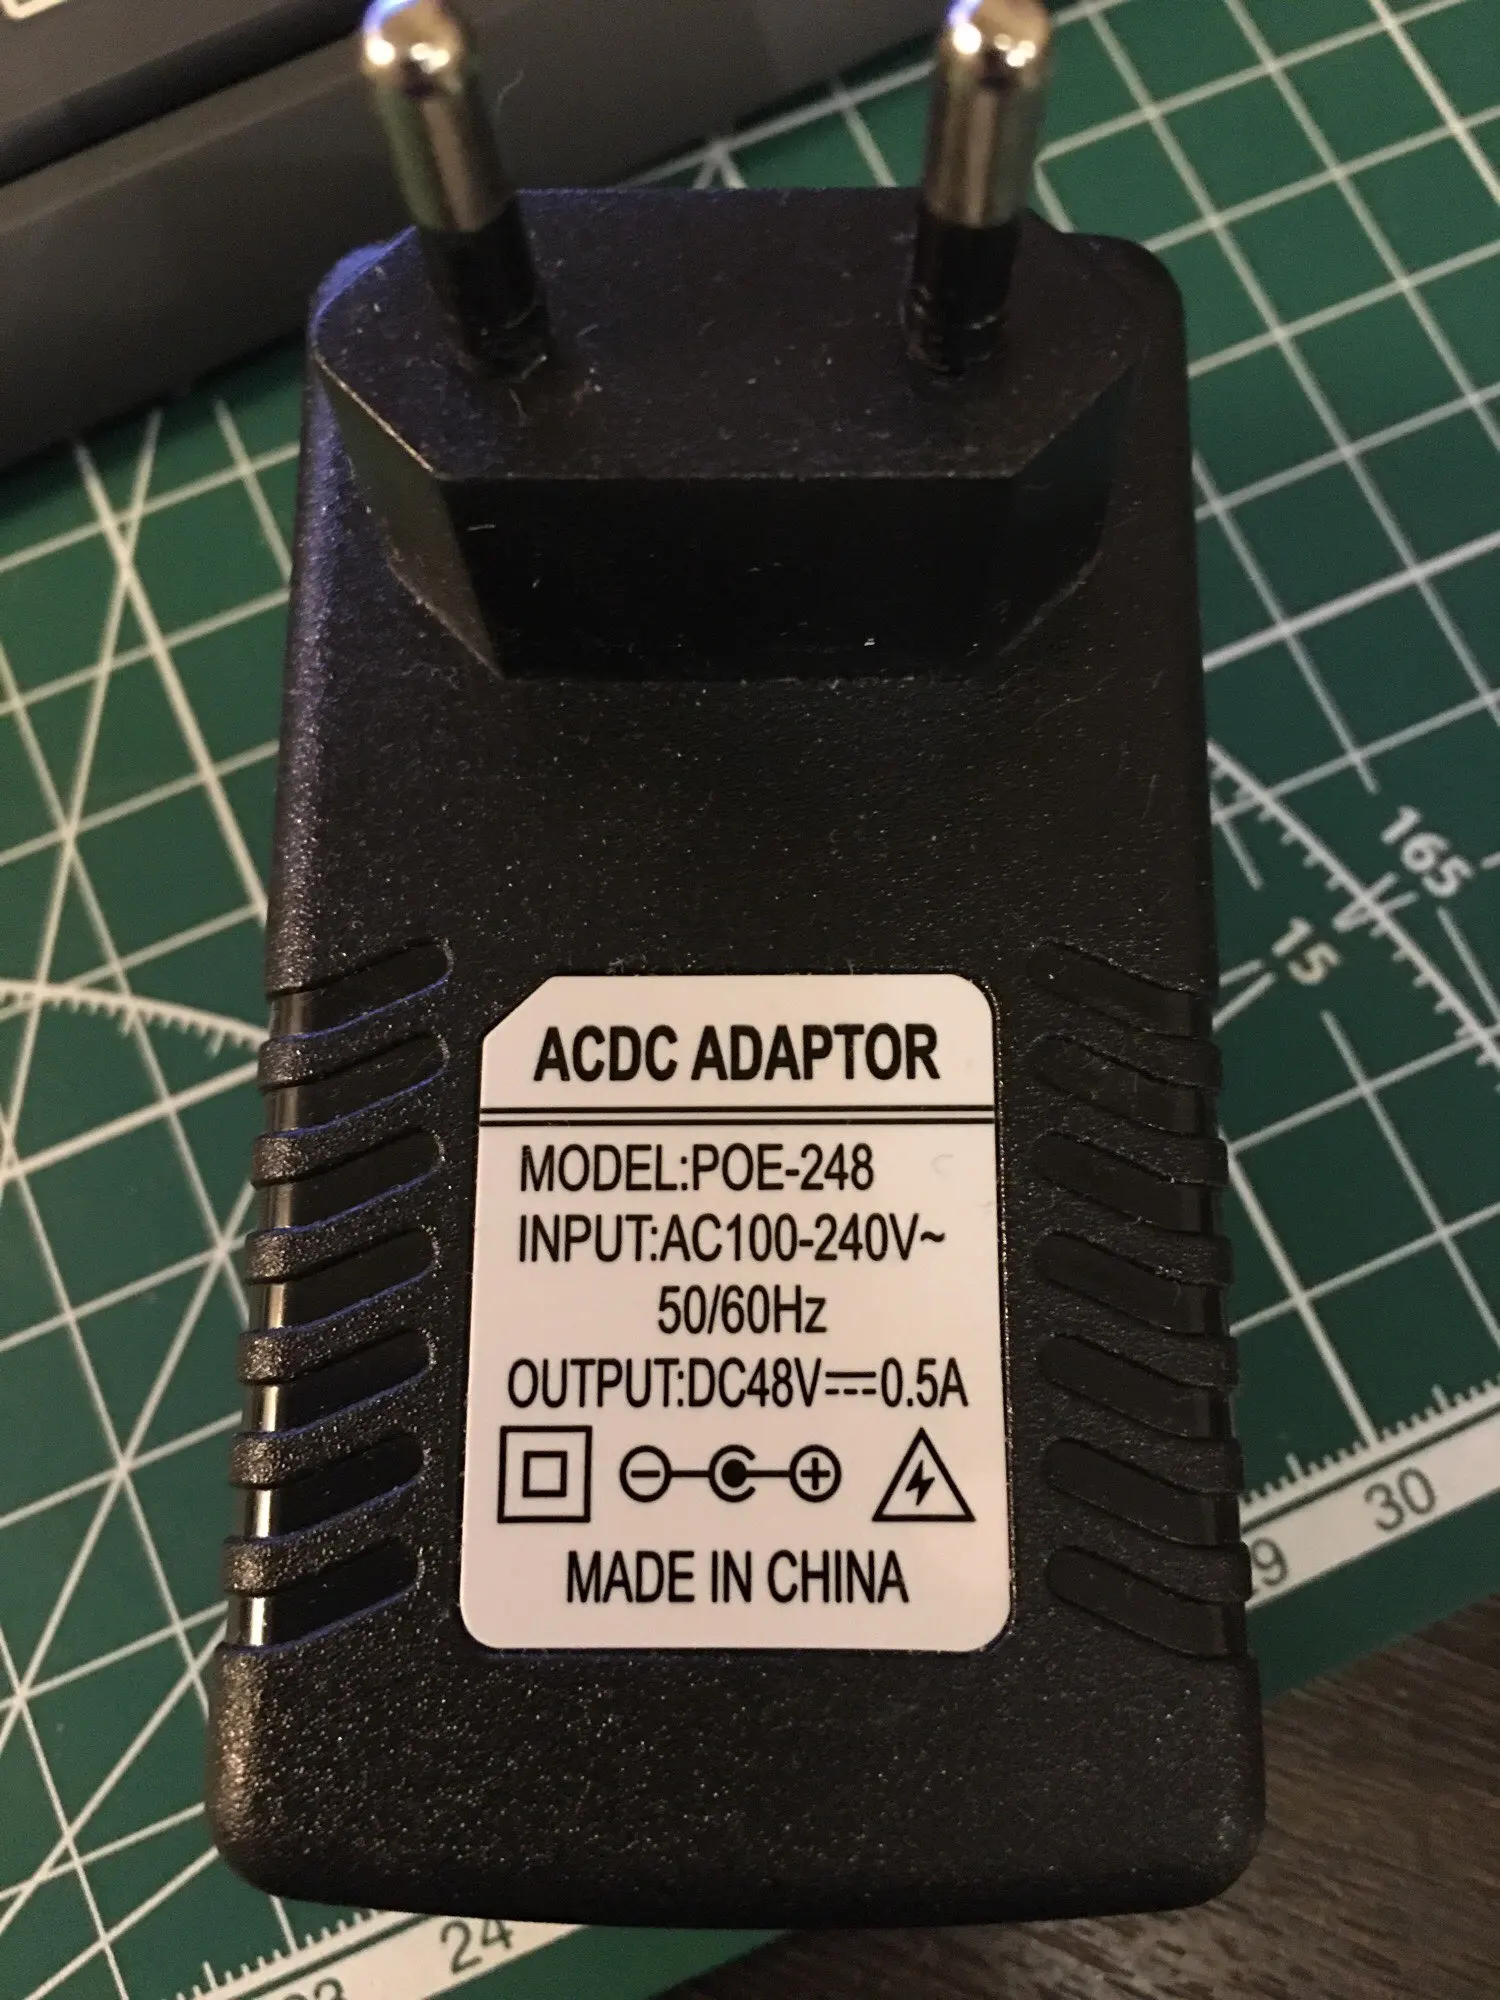 ACDC ADAPTOR
MODEL:POE-248
INPUT:AC100-240V~
50/60Hz
OUTPUT:DC48V⎓0.5A
MADE IN CHINA
165
15
30
24